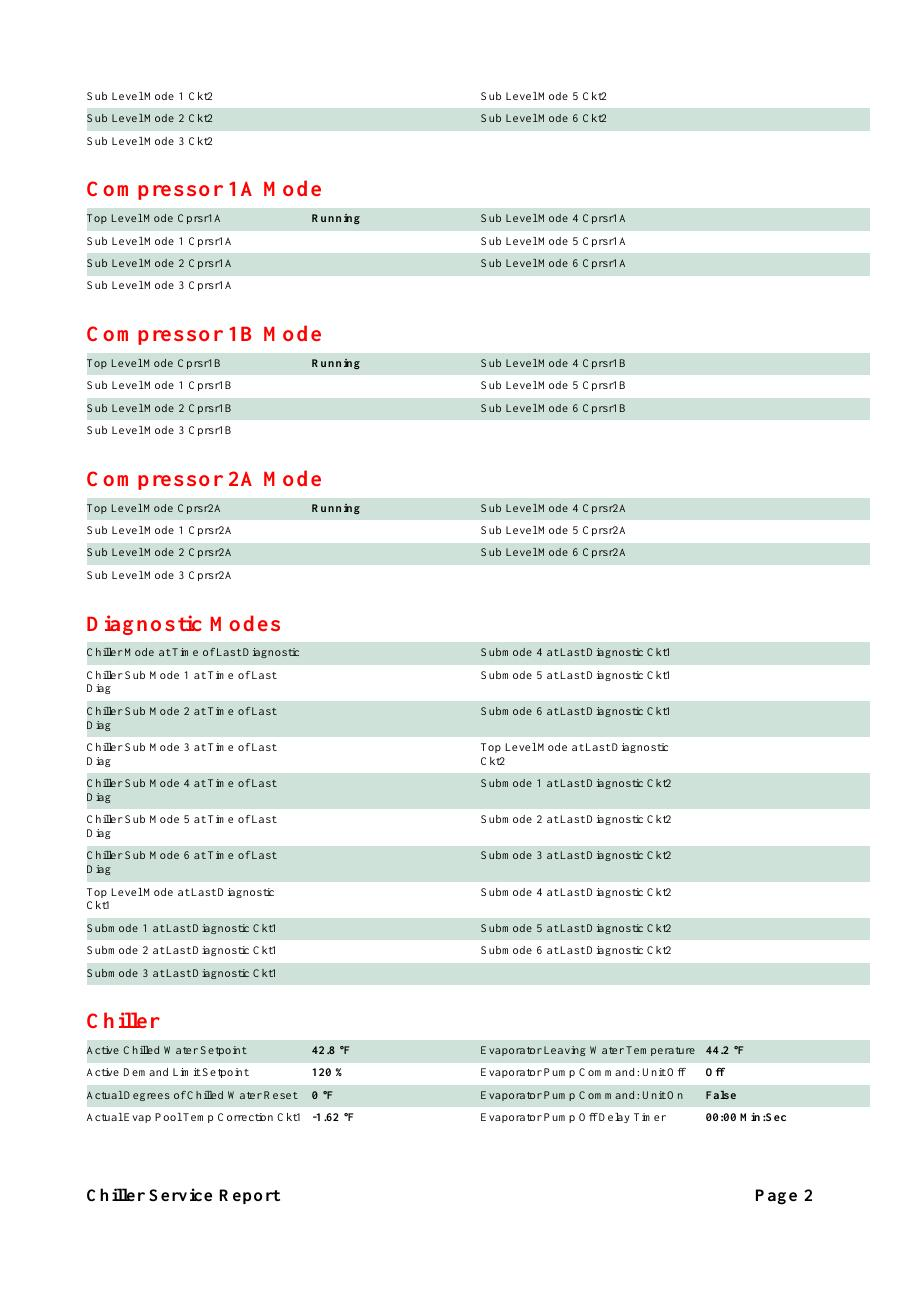 Sub Level Mode 1 Ckt2 Sub Level Mode 5 Ckt2
Sub Level Mode 2 Ckt2 Sub Level Mode 6 Ckt2
Sub Level Mode 3 Ckt2
Compressor 1A Mode
Top Level Mode Cprsr1A Running Sub Level Mode 4 Cprsr1A
Sub Level Mode 1 Cprsr1A Sub Level Mode 5 Cprsr1A
Sub Level Mode 2 Cprsr1A Sub Level Mode 6 Cprsr1A
Sub Level Mode 3 Cprsr1A
Compressor 1B Mode
Top Level Mode Cprsr1B Running Sub Level Mode 4 Cprsr1B
Sub Level Mode 1 Cprsr1B Sub Level Mode 5 Cprsr1B
Sub Level Mode 2 Cprsr1B Sub Level Mode 6 Cprsr1B
Sub Level Mode 3 Cprsr1B
Compressor 2A Mode
Top Level Mode Cprsr2A Running Sub Level Mode 4 Cprsr2A
Sub Level Mode 1 Cprsr2A Sub Level Mode 5 Cprsr2A
Sub Level Mode 2 Cprsr2A Sub Level Mode 6 Cprsr2A
Sub Level Mode 3 Cprsr2A
Diagnostic Modes
Chiller Mode at Time of Last Diagnostic Submode 4 at Last Diagnostic Ckt1
Chiller Sub Mode 1 at Time of Last Submode 5 at Last Diagnostic Ckt1
Diag
Chiller Sub Mode 2 at Time of Last Submode 6 at Last Diagnostic Ckt1
Diag
Chiller Sub Mode 3 at Time of Last Top Level Mode at Last Diagnostic
Diag Ckt2
Chiller Sub Mode 4 at Time of Last Submode 1 at Last Diagnostic Ckt2
Diag
Chiller Sub Mode 5 at Time of Last Submode 2 at Last Diagnostic Ckt2
Diag
Chiller Sub Mode 6 at Time of Last Submode 3 at Last Diagnostic Ckt2
Diag
Top Level Mode at Last Diagnostic Submode 4 at Last Diagnostic Ckt2
Ckt1
Submode 1 at Last Diagnostic Ckt1 Submode 5 at Last Diagnostic Ckt2
Submode 2 at Last Diagnostic Ckt1 Submode 6 at Last Diagnostic Ckt2
Submode 3 at Last Diagnostic Ckt1
Chiller
Active Chilled Water Setpoint 42.8 °F Evaporator Leaving Water Temperature 44.2 °F
Active Demand Limit Setpoint 120 % Evaporator Pump Command: Unit Off Off
Actual Degrees of Chilled Water Reset 0 °F Evaporator Pump Command: Unit On False
Actual Evap Pool Temp Correction Ckt1 -1.62 °F Evaporator Pump Off Delay Timer 00:00 Min:Sec
Chiller Service Report Page 2